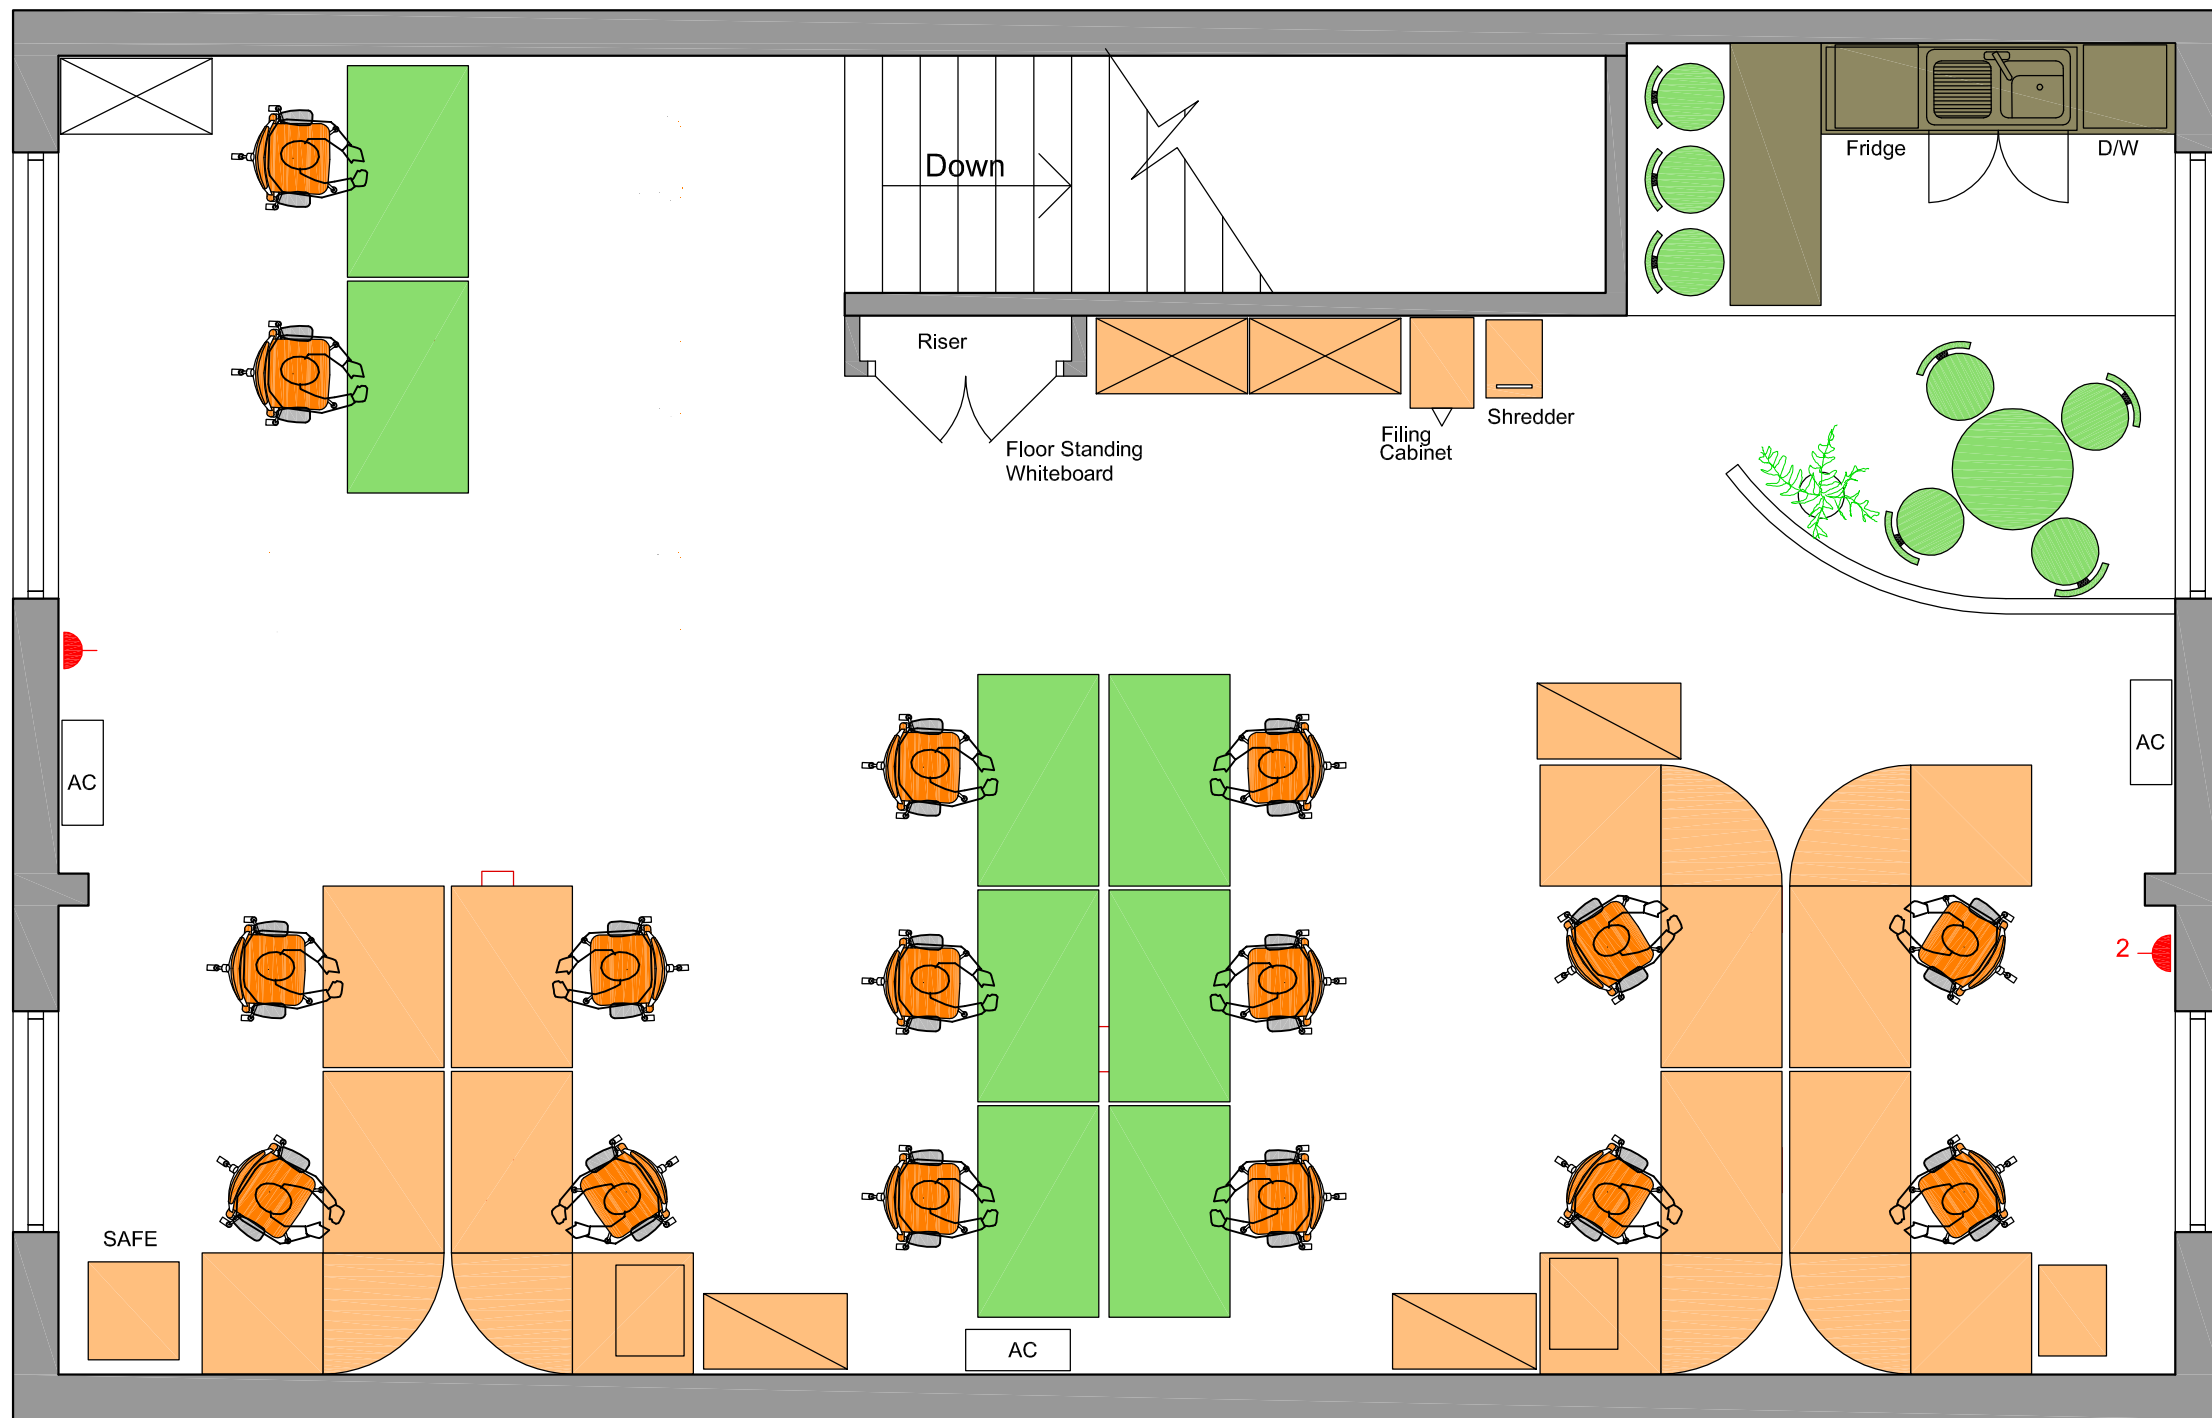 Down
Fridge
D/W
Riser
Floor Standing
Whiteboard
Filing
Cabinet
Shredder
AC
AC
2
SAFE
AC